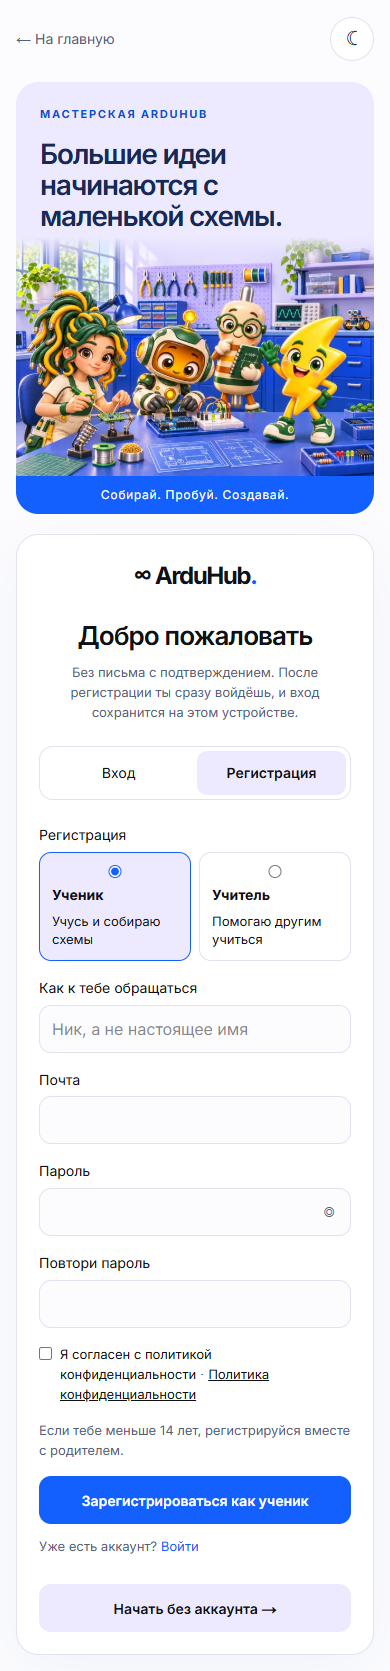 ← На главную
МАСТЕРСКАЯ ARDUHUB
Большие идеи
начинаются с
маленькой схемы.
Собирай. Пробуй. Создавай.
∞ ArduHub.
Добро пожаловать
Без письма с подтверждением. После
регистрации ты сразу войдёшь, и вход
сохранится на этом устройстве.
Вход
Регистрация
Регистрация
Ученик
Учусь и собираю
схемы
Учитель
Помогаю другим
учиться
Как к тебе обращаться
Ник, а не настоящее имя
Почта
Пароль
Повтори пароль
Я согласен с политикой
конфиденциальности · Политика
конфиденциальности
Если тебе меньше 14 лет, регистрируйся вместе
с родителем.
Зарегистрироваться как ученик
Уже есть аккаунт? Войти
Начать без аккаунта →